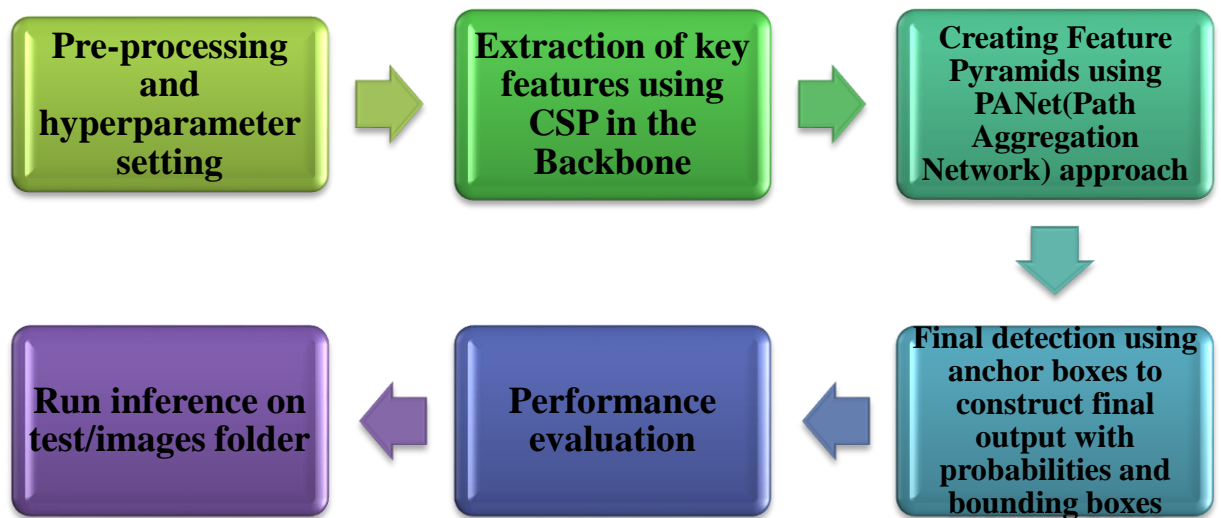 Pre-processing
and
hyperparameter
setting
Extraction of key
features using
CSP in the
Backbone
Creating Feature
Pyramids using
PANet(Path
Aggregation
Network) approach
Final detection using
anchor boxes to
construct final
output with
probabilities and
bounding boxes
Performance
evaluation
Run inference on
test/images folder